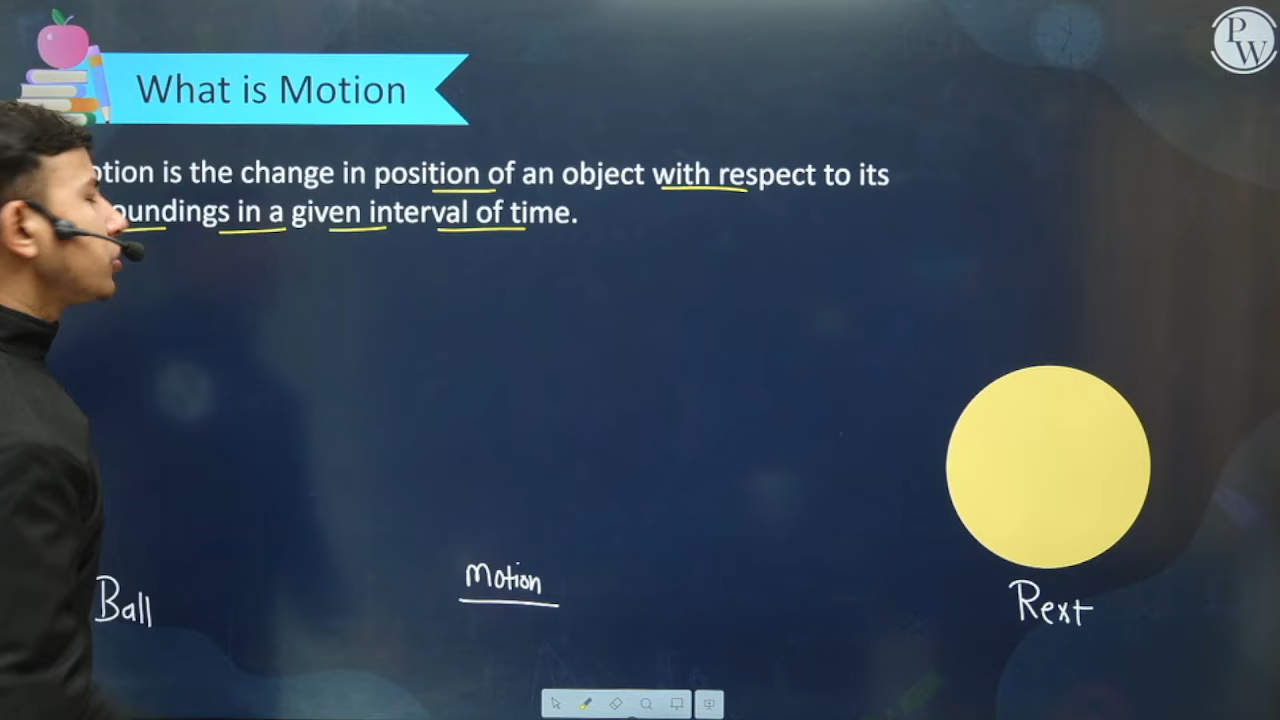 PW
What is Motion
otion is the change in position of an object with respect to its
oundings in a given interval of time.
Motion
Ball
Rext